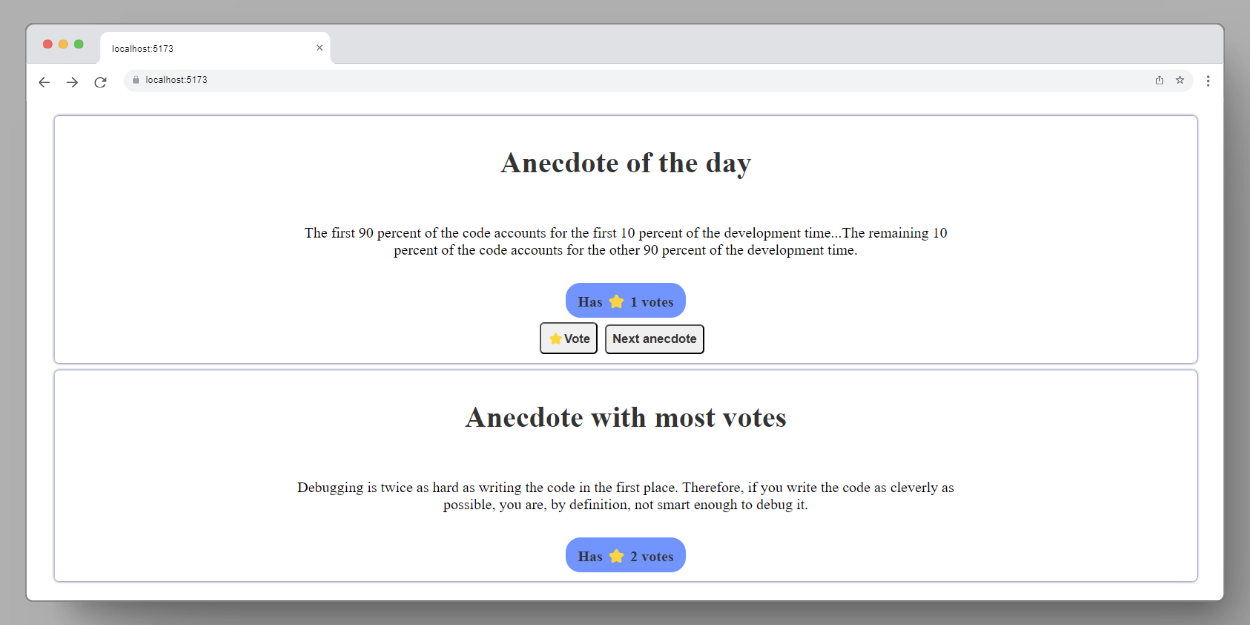 localhost:5173
localhost:5173
Anecdote of the day
The first 90 percent of the code accounts for the first 10 percent of the development time...The remaining 10
percent of the code accounts for the other 90 percent of the development time.
Has ⭐ 1 votes
⭐Vote Next anecdote
Anecdote with most votes
Debugging is twice as hard as writing the code in the first place. Therefore, if you write the code as cleverly as
possible, you are, by definition, not smart enough to debug it.
Has ⭐ 2 votes